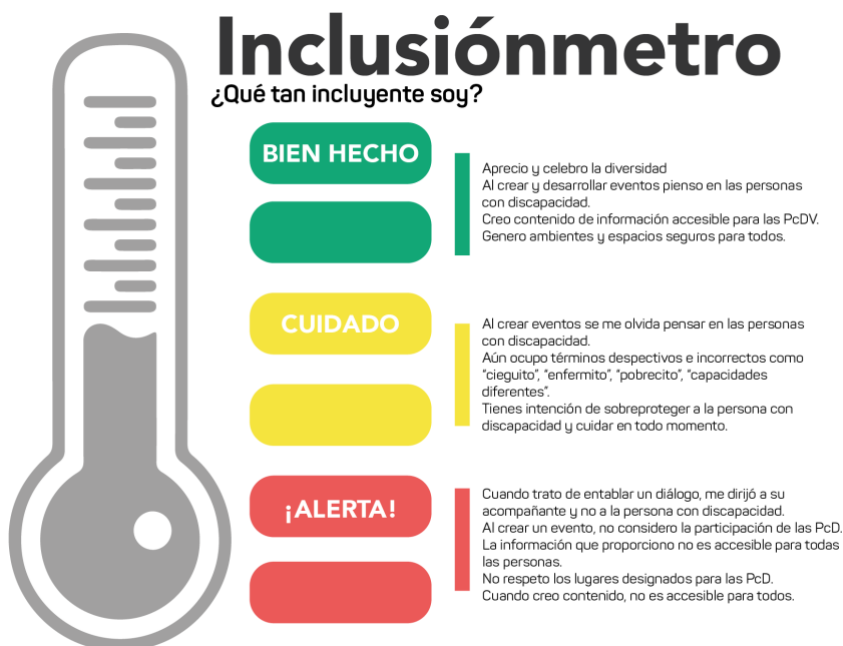 Inclusiónmetro
¿Qué tan incluyente soy?
BIEN HECHO
Aprecio y celebro la diversidad
Al crear y desarrollar eventos pienso en las personas
con discapacidad.
Creo contenido de información accesible para las PcDV.
Genero ambientes y espacios seguros para todos.
CUIDADO
Al crear eventos se me olvida pensar en las personas
con discapacidad.
Aún ocupo términos despectivos e incorrectos como
“cieguito”, “enfermito”, “pobrecito”, “capacidades
diferentes”.
Tienes intención de sobreproteger a la persona con
discapacidad y cuidar en todo momento.
¡ALERTA!
Cuando trato de entablar un diálogo, me dirijó a su
acompañante y no a la persona con discapacidad.
Al crear un evento, no considero la participación de las PcD.
La información que proporciono no es accesible para todas
las personas.
No respeto los lugares designados para las PcD.
Cuando creo contenido, no es accesible para todos.